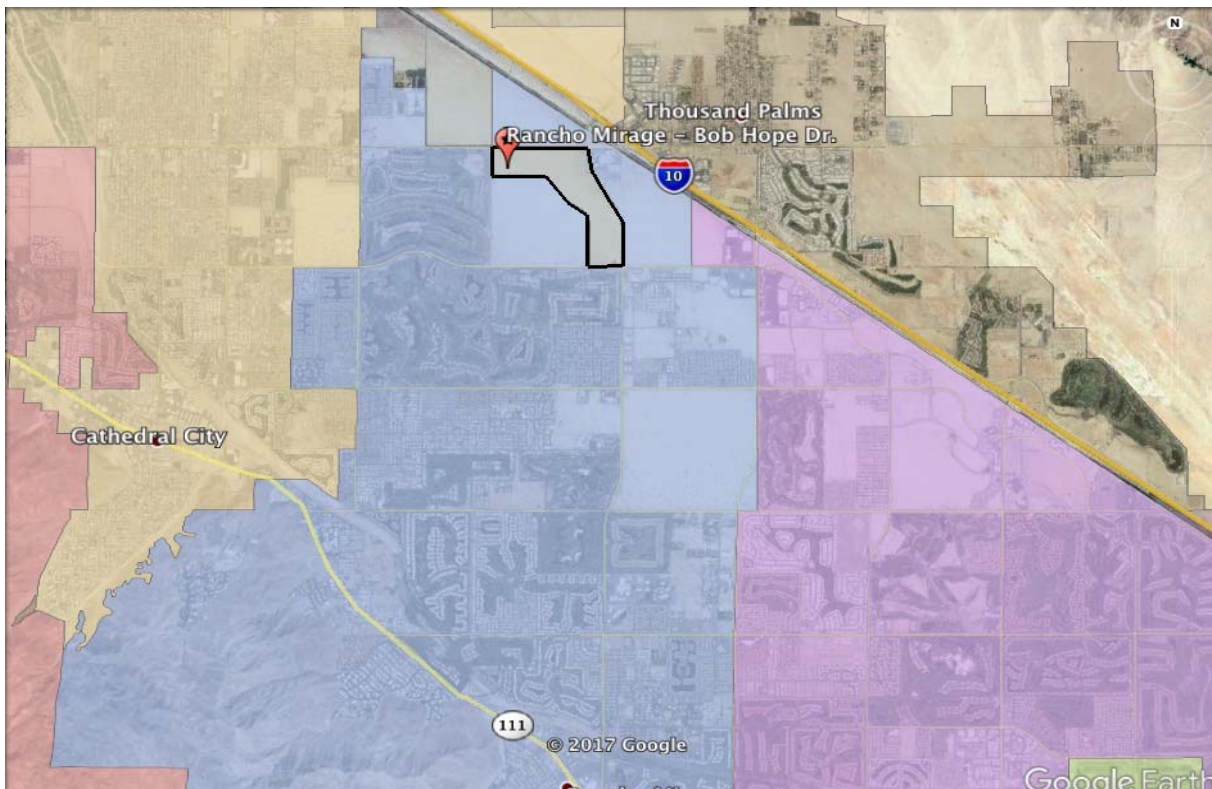 N
Thousand Palms
Rancho Mirage - Bob Hope Dr.
10
Cathedral City
111
© 2017 Google
Google Earth